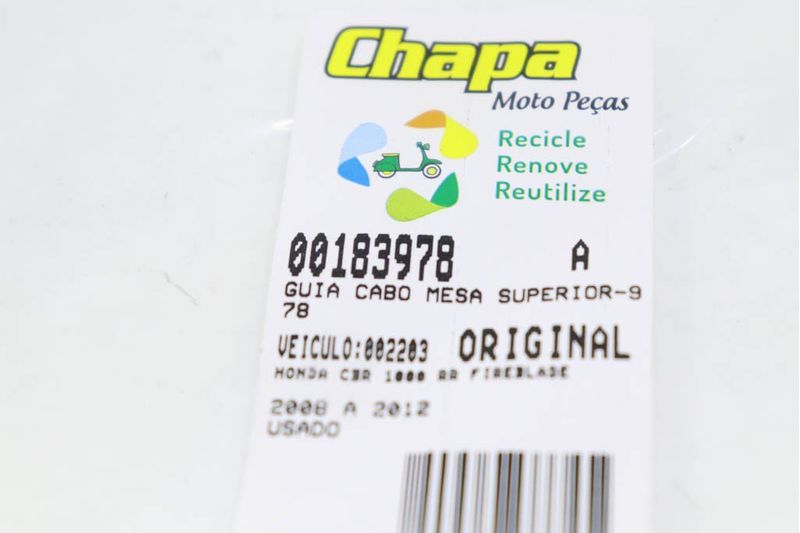 Chapa
Moto Peças
Recicle
Renove
Reutilize
00183978 A
GUIA CABO MESA SUPERIOR-9
78
VEICULO:002203 ORIGINAL
HONDA CBR 1000 RR FIREBLADE
2008 A 2012
USADO